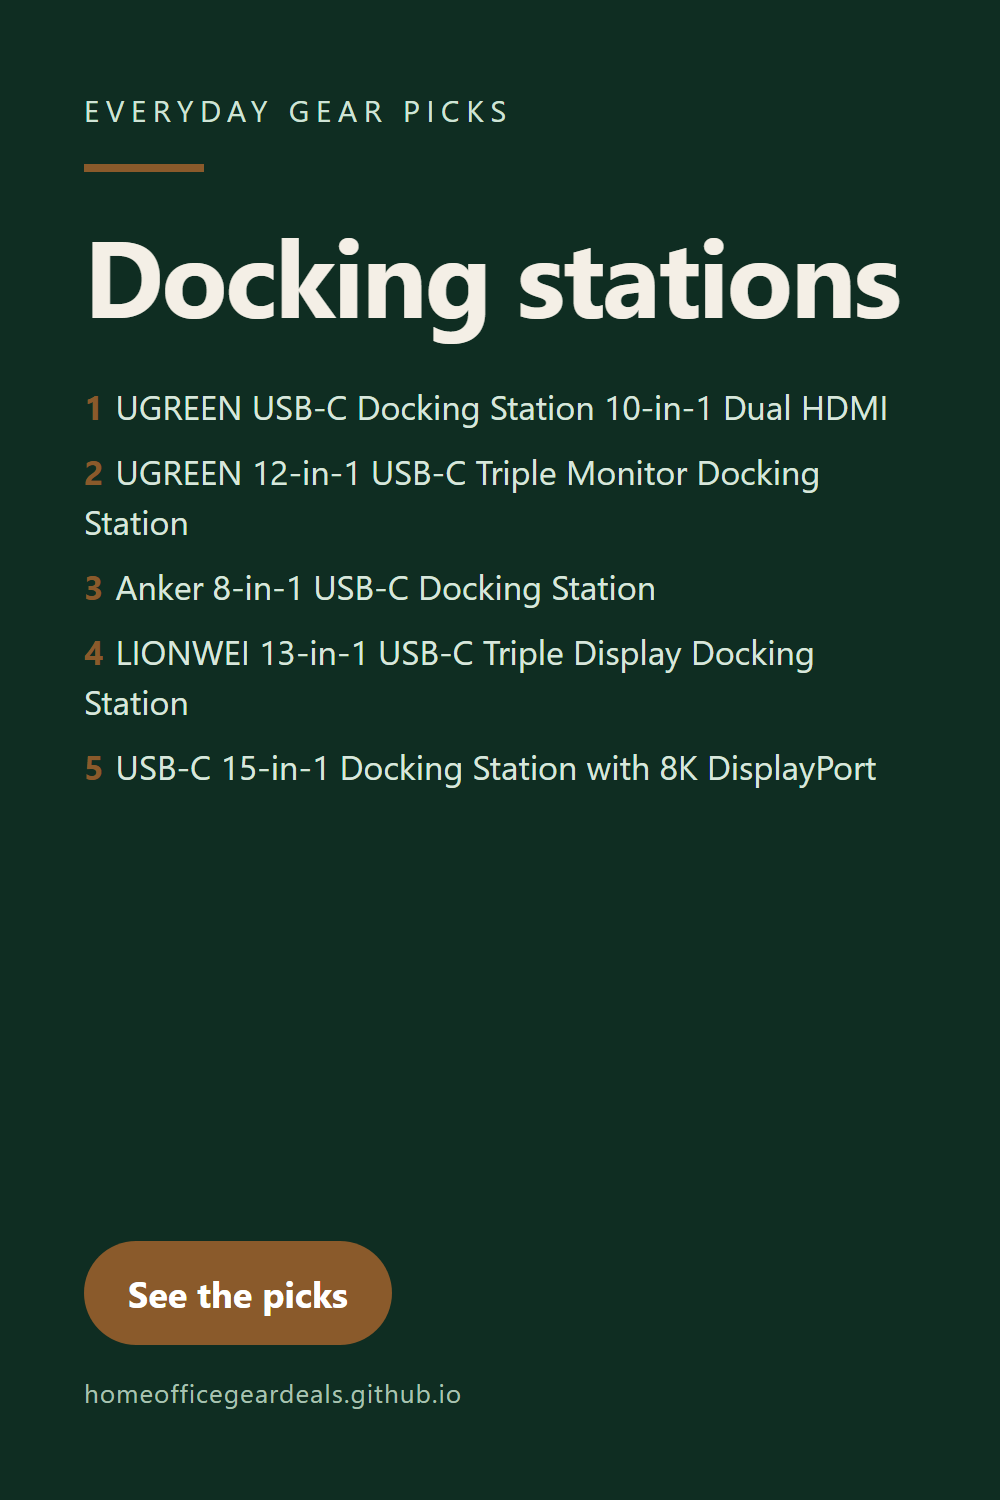 EVERYDAY GEAR PICKS
Docking stations
1 UGREEN USB-C Docking Station 10-in-1 Dual HDMI
2 UGREEN 12-in-1 USB-C Triple Monitor Docking
Station
3 Anker 8-in-1 USB-C Docking Station
4 LIONWEI 13-in-1 USB-C Triple Display Docking
Station
5 USB-C 15-in-1 Docking Station with 8K DisplayPort
See the picks
homeofficegeardeals.github.io